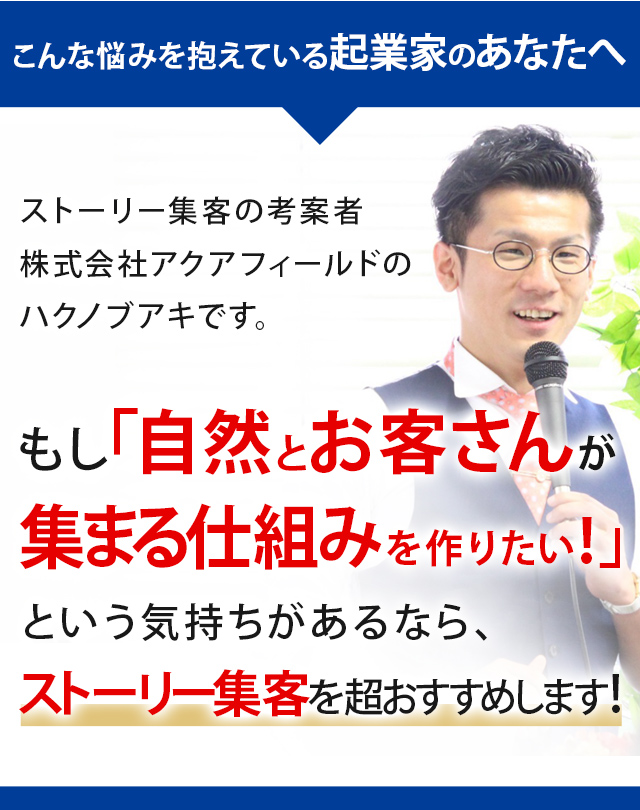 こんな悩みを抱えている起業家のあなたへ
ストーリー集客の考案者
株式会社アクアフィールドの
ハクノブアキです。
もし「自然とお客さんが
集まる仕組みを作りたい!」
という気持ちがあるなら、
ストーリー集客を超おすすめします!